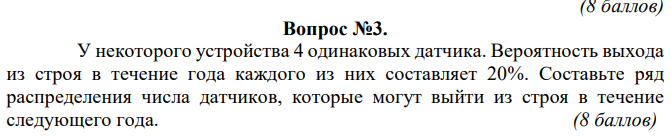 (8 баллов)
Вопрос №3.
У некоторого устройства 4 одинаковых датчика. Вероятность выхода
из строя в течение года каждого из них составляет 20%. Составьте ряд
распределения числа датчиков, которые могут выйти из строя в течение
следующего года. (8 баллов)